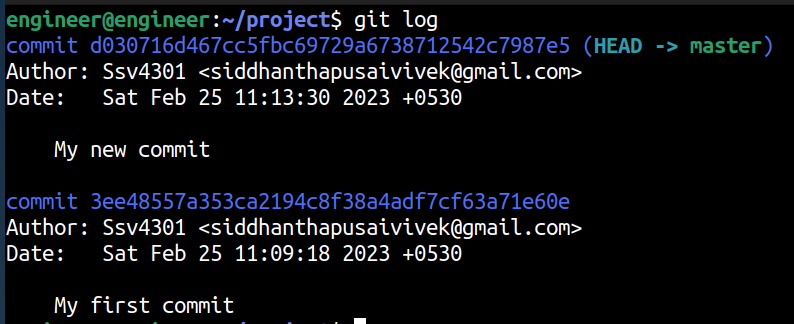 engineer@engineer:~/project$ git log
commit d030716d467cc5fbc69729a6738712542c7987e5 (HEAD -> master)
Author: Ssv4301 <siddhanthapusaivivek@gmail.com>
Date:   Sat Feb 25 11:13:30 2023 +0530
    My new commit
commit 3ee48557a353ca2194c8f38a4adf7cf63a71e60e
Author: Ssv4301 <siddhanthapusaivivek@gmail.com>
Date:   Sat Feb 25 11:09:18 2023 +0530
    My first commit